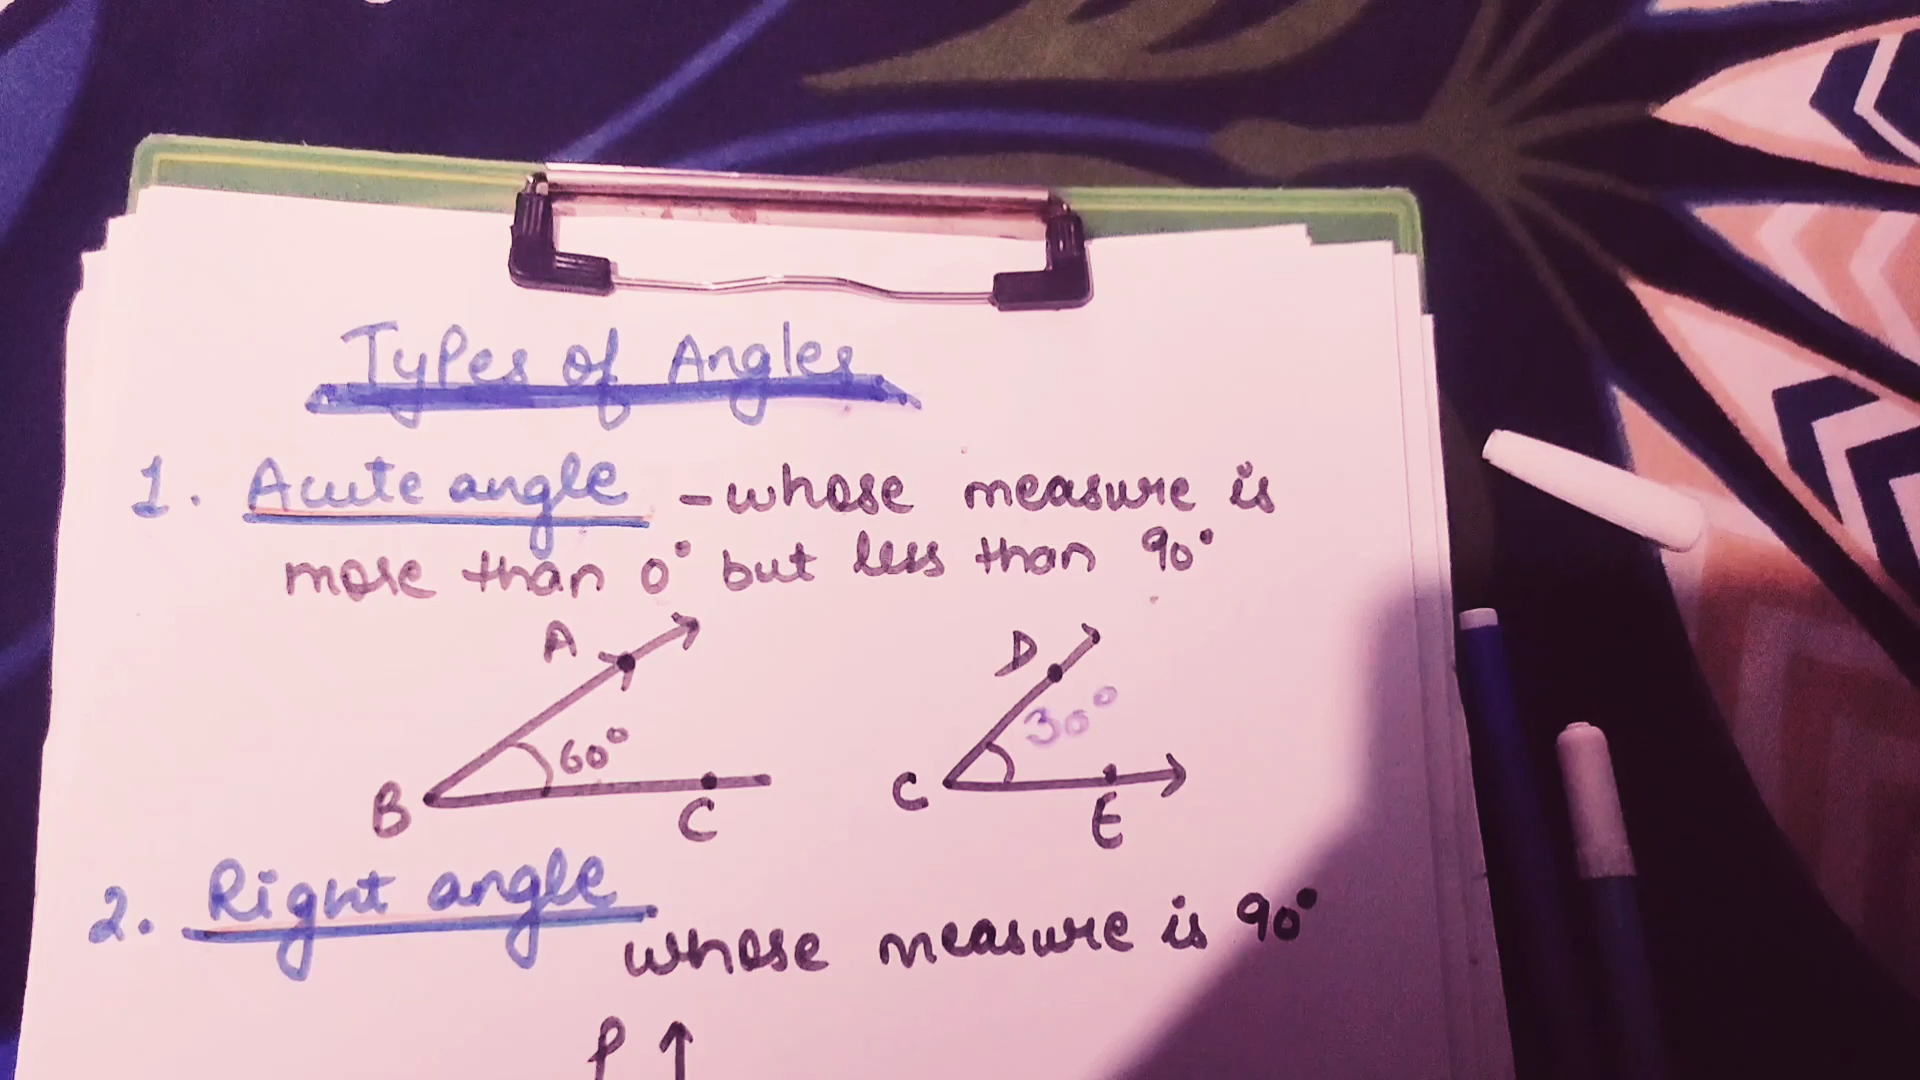 Types of Angles
1. Acute angle - whose measure is
more than 0° but less than 90°
A
60°
B
C
D
30°
C
E
2. Right angle
whose measure is 90°
P